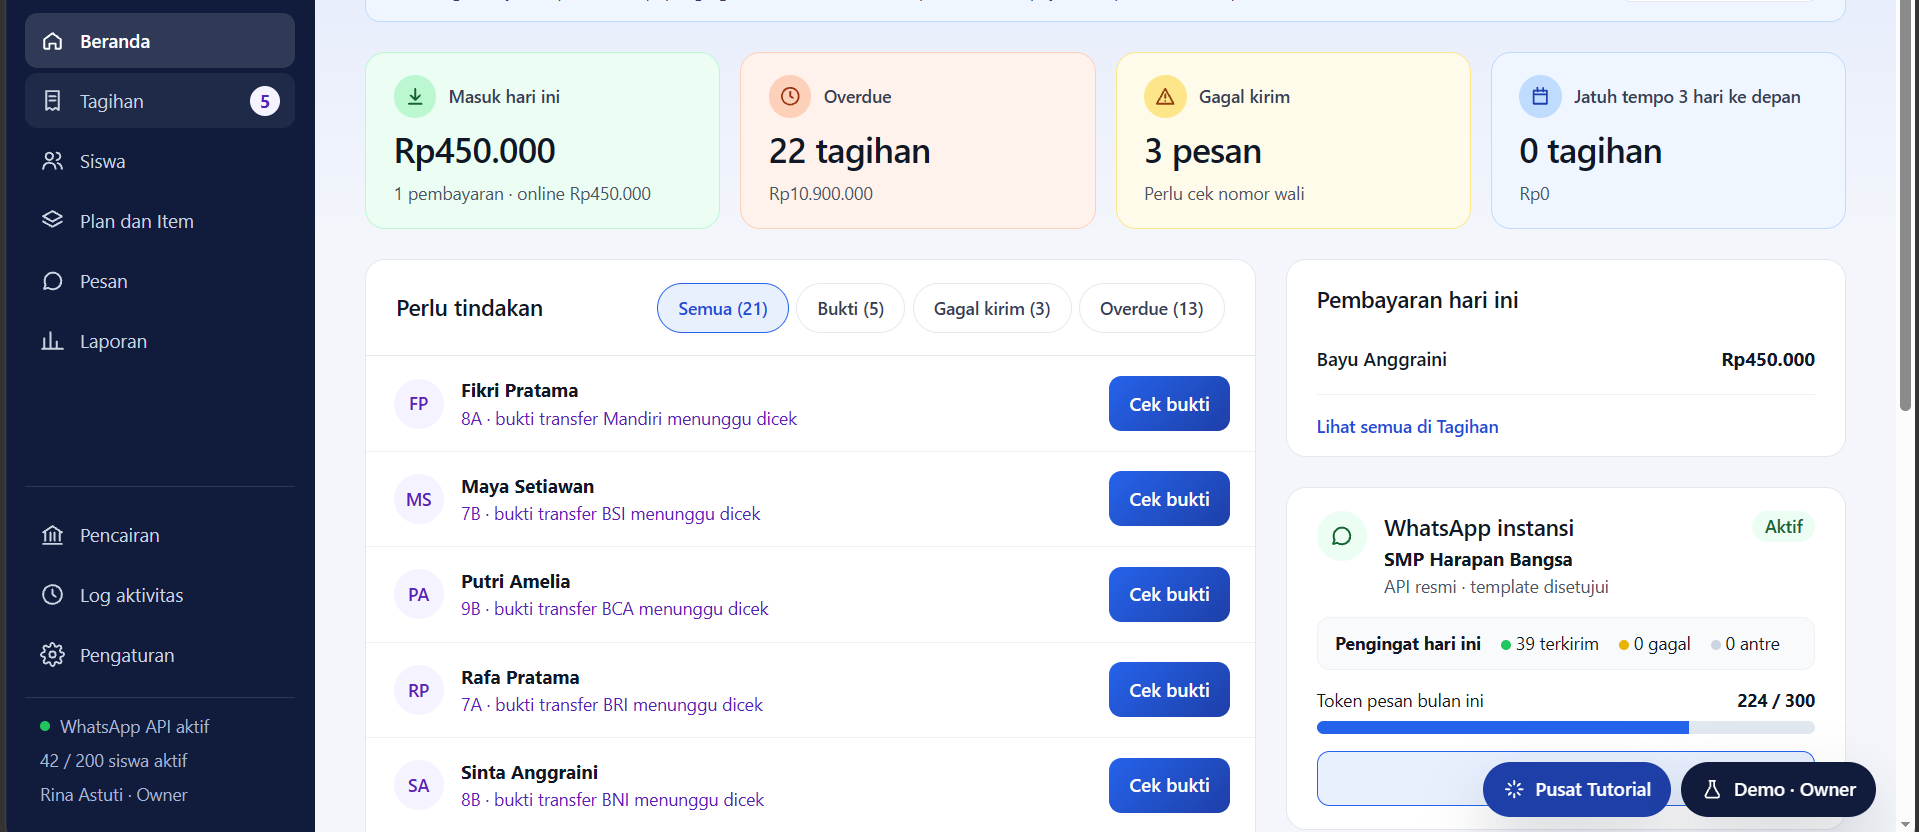 Beranda
Tagihan
5
Siswa
Plan dan Item
Pesan
Laporan
Pencairan
Log aktivitas
Pengaturan
WhatsApp API aktif
42 / 200 siswa aktif
Rina Astuti · Owner
Masuk hari ini
Rp450.000
1 pembayaran · online Rp450.000
Overdue
22 tagihan
Rp10.900.000
Gagal kirim
3 pesan
Perlu cek nomor wali
Jatuh tempo 3 hari ke depan
0 tagihan
Rp0
Perlu tindakan
Semua (21)
Bukti (5)
Gagal kirim (3)
Overdue (13)
FP
Fikri Pratama
8A · bukti transfer Mandiri menunggu dicek
Cek bukti
MS
Maya Setiawan
7B · bukti transfer BSI menunggu dicek
Cek bukti
PA
Putri Amelia
9B · bukti transfer BCA menunggu dicek
Cek bukti
RP
Rafa Pratama
7A · bukti transfer BRI menunggu dicek
Cek bukti
SA
Sinta Anggraini
8B · bukti transfer BNI menunggu dicek
Cek bukti
Pembayaran hari ini
Bayu Anggraini
Rp450.000
Lihat semua di Tagihan
WhatsApp instansi
Aktif
SMP Harapan Bangsa
API resmi · template disetujui
Pengingat hari ini
39 terkirim
0 gagal
0 antre
Token pesan bulan ini
224 / 300
Pusat Tutorial
Demo · Owner